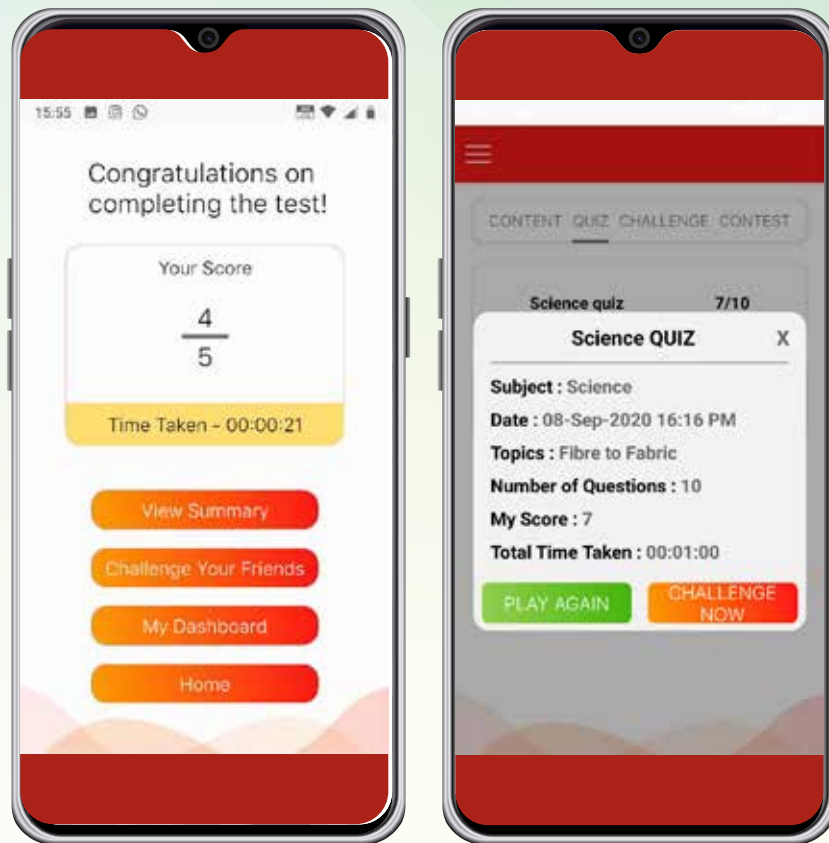 15:55
Congratulations on
completing the test!
Your Score
4
5
Time Taken - 00:00:21
View Summary
Challenge Your Friends
My Dashboard
Home
CONTENT QUIZ CHALLENGE CONTEST
Science quiz 7/10
Science QUIZ X
Subject : Science
Date : 08-Sep-2020 16:16 PM
Topics : Fibre to Fabric
Number of Questions : 10
My Score : 7
Total Time Taken : 00:01:00
PLAY AGAIN
CHALLENGE
NOW